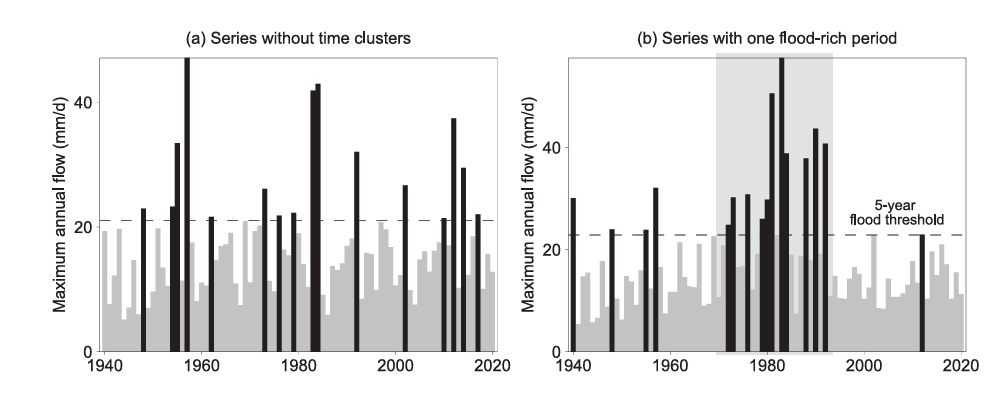 (a) Series without time clusters
Maximum annual flow (mm/d)
40
20
0
1940 1960 1980 2000 2020
(b) Series with one flood-rich period
Maximum annual flow (mm/d)
40
20
0
5-year
flood threshold
1940 1960 1980 2000 2020